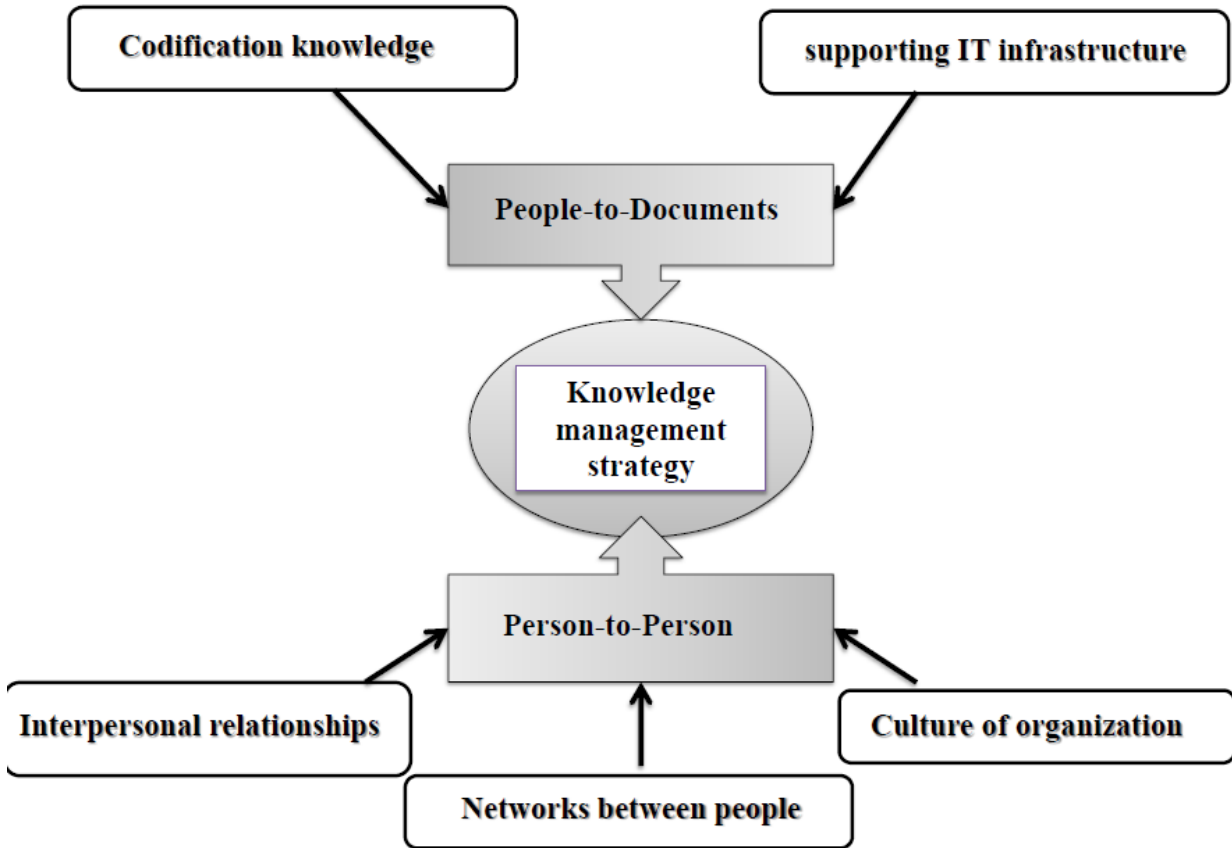 Codification knowledge
supporting IT infrastructure
People-to-Documents
Knowledge
management
strategy
Person-to-Person
Interpersonal relationships
Culture of organization
Networks between people